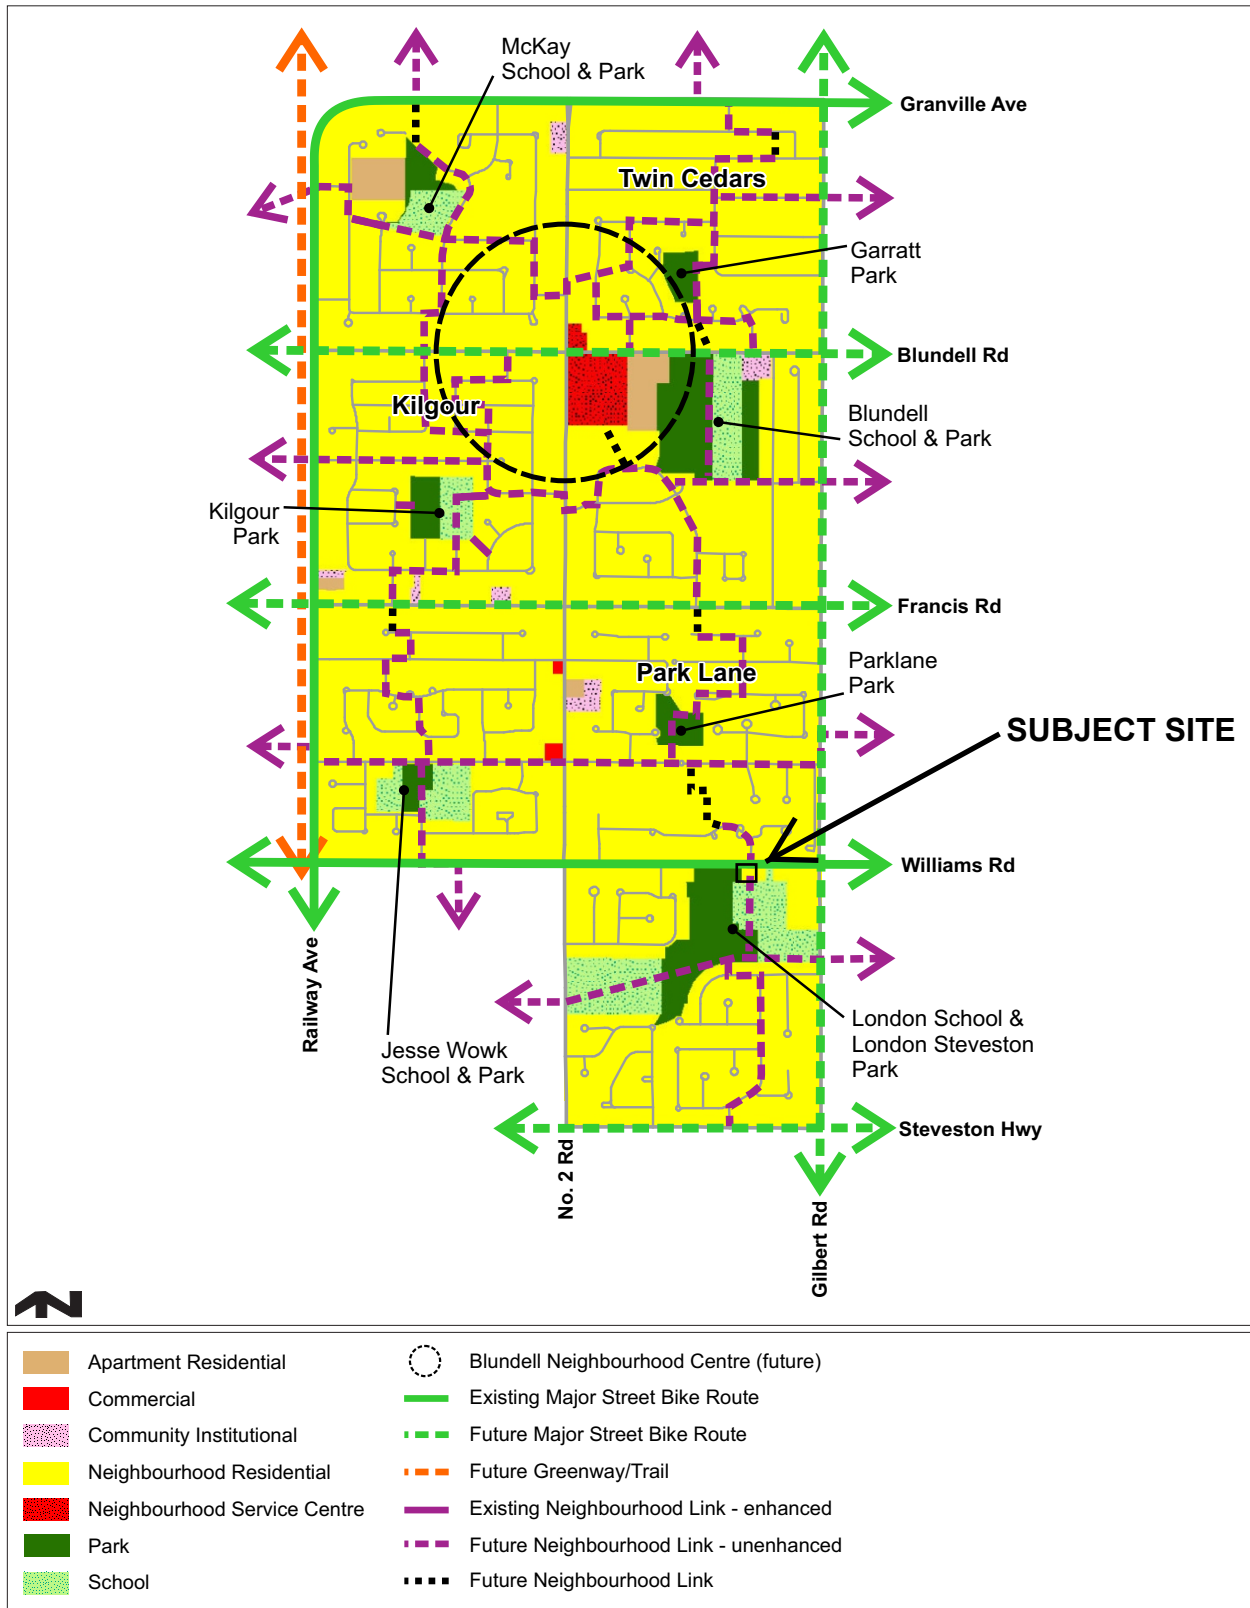 McKay
School & Park
Granville Ave
Twin Cedars
Garratt
Park
Blundell Rd
Kilgour
Blundell
School & Park
Kilgour
Park
Francis Rd
Park Lane
Parklane
Park
SUBJECT SITE
Williams Rd
Railway Ave
Jesse Wowk
School & Park
London School &
London Steveston
Park
Steveston Hwy
No. 2 Rd
Gilbert Rd
N
Apartment Residential
Commercial
Community Institutional
Neighbourhood Residential
Neighbourhood Service Centre
Park
School
Blundell Neighbourhood Centre (future)
Existing Major Street Bike Route
Future Major Street Bike Route
Future Greenway/Trail
Existing Neighbourhood Link - enhanced
Future Neighbourhood Link - unenhanced
Future Neighbourhood Link